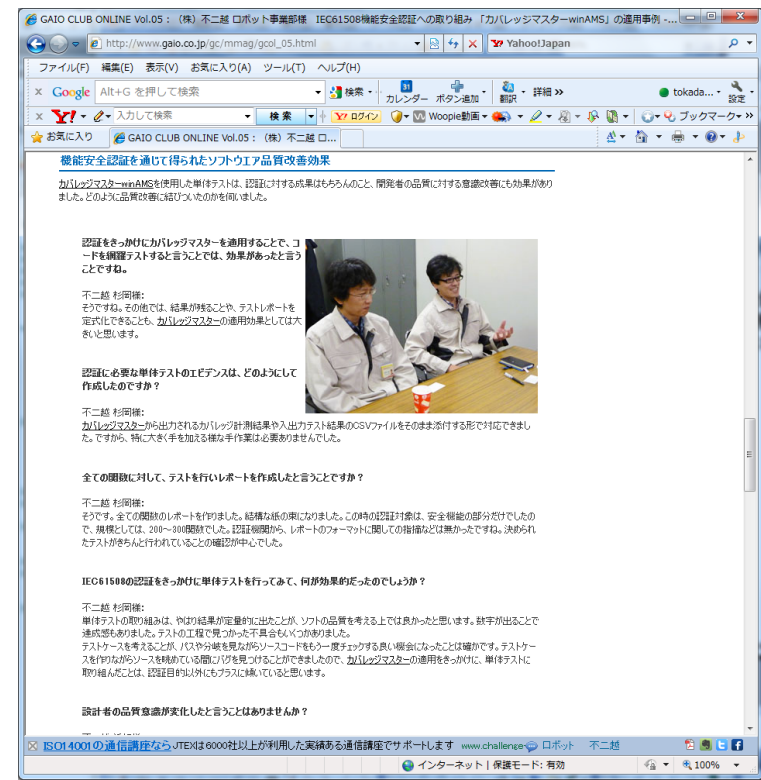 GAIO CLUB ONLINE Vol.05： （株）不二越 ロボット事業部様 IEC61508機能安全認証への取り組み 「カバレッジマスターwinAMS」の運用事例 -...
http://www.gaio.co.jp/gc/mmag/gcol_05.html
Yahoo!Japan
ファイル(F) 編集(E) 表示(V) お気に入り(A) ツール(T) ヘルプ(H)
x Google Alt+G を押して検索 検索 カレンダー ボタン追加 翻訳 詳細 » tokada... 設定
x Y! 入力して検索 検索 Y? ログイン Woopie動画 ブックマーク »
お気に入り GAIO CLUB ONLINE Vol.05： （株）不二越 ロ...
機能安全認証を通じて得られたソフトウエア品質改善効果
カバレッジマスターwinAMSを使用した単体テストは、認証に対する成果はもちろんのこと、開発者の品質に対する意識改善にも効果があり
ました。どのように品質改善に結びついたのかを伺いました。
認証をきっかけにカバレッジマスターを適用することで、コ
ードを網羅テストすると言うことでは、効果があったと言う
ことですね。
不二越 杉岡様：
そうですね。その他では、結果が残ることや、テストレポートを
定式化できることも、カバレッジマスターの適用効果としては大
きいと思います。
認証に必要な単体テストのエビデンスは、どのようにして
作成したのですか？
不二越 杉岡様：
カバレッジマスターから出力されるカバレッジ計測結果や入出力テスト結果のCSVファイルをそのまま添付する形で対応できまし
た。ですから、特に大きく手を加える様な手作業は必要ありませんでした。
全ての関数に対して、テストを行いレポートを作成したと言うことですか？
不二越 杉岡様：
そうです。全ての関数のレポートを作りました。結構な紙の束になりました。この時の認証対象は、安全機能の部分だけでしたの
で、規模としては、200～300関数でした。認証機関から、レポートのフォーマットに関しての指摘などは無かったですね。決められ
たテストがきちんと行われていることの確認が中心でした。
IEC61508の認証をきっかけに単体テストを行ってみて、何が効果的だったのでしょうか？
不二越 杉岡様：
単体テストの取り組みは、やはり結果が定量的に出たことが、ソフトの品質を考える上では良かったと思います。数字が出ることで
達成感もありました。テストの工程で見つかった不具合もいくつかありました。
テストケースを考えることが、パスや分岐を見ながらソースコードをもう一度チェックする良い機会になったことは確かです。テストケー
スを作りながらソースを眺めている間にバグを見つけることができましたので、カバレッジマスターの適用をきっかけに、単体テストに
取り組んだことは、認証目的以外にもプラスに傾いていると思います。
設計者の品質意識が変化したと言うことはありませんか？
ISO14001の通信講座なら JTEXは6000社以上が利用した実績ある通信講座でサポートします www.challenge ロボット 不二越
インターネット | 保護モード: 有効 100%